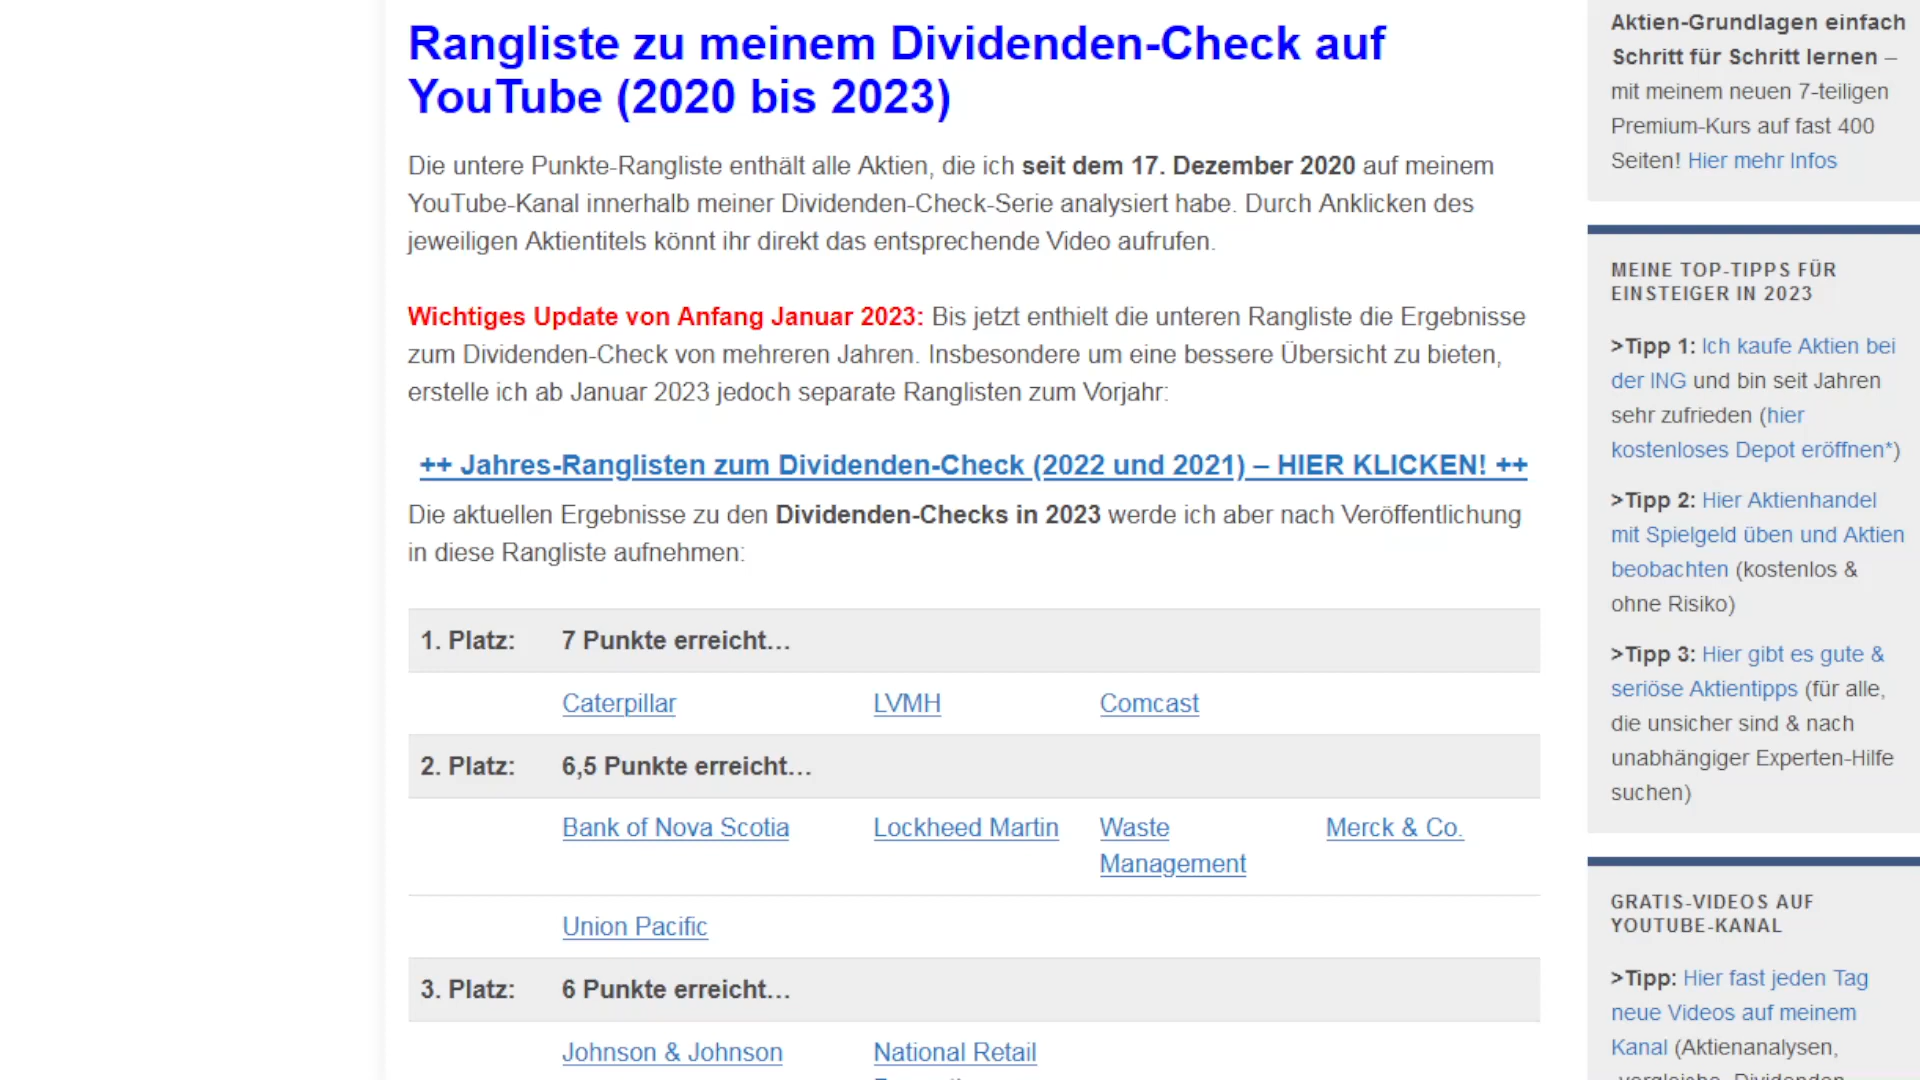 Rangliste zu meinem Dividenden-Check auf
YouTube (2020 bis 2023)
Die untere Punkte-Rangliste enthält alle Aktien, die ich seit dem 17. Dezember 2020 auf meinem
YouTube-Kanal innerhalb meiner Dividenden-Check-Serie analysiert habe. Durch Anklicken des
jeweiligen Aktientitels könnt ihr direkt das entsprechende Video aufrufen.
Wichtiges Update von Anfang Januar 2023: Bis jetzt enthielt die unteren Rangliste die Ergebnisse
zum Dividenden-Check von mehreren Jahren. Insbesondere um eine bessere Übersicht zu bieten,
erstelle ich ab Januar 2023 jedoch separate Ranglisten zum Vorjahr:
++ Jahres-Ranglisten zum Dividenden-Check (2022 und 2021) – HIER KLICKEN! ++
Die aktuellen Ergebnisse zu den Dividenden-Checks in 2023 werde ich aber nach Veröffentlichung
in diese Rangliste aufnehmen:
1. Platz: 7 Punkte erreicht…
Caterpillar LVMH Comcast
2. Platz: 6,5 Punkte erreicht…
Bank of Nova Scotia Lockheed Martin Waste Merck & Co.
Management
Union Pacific
3. Platz: 6 Punkte erreicht…
Johnson & Johnson National Retail
Aktien-Grundlagen einfach
Schritt für Schritt lernen –
mit meinem neuen 7-teiligen
Premium-Kurs auf fast 400
Seiten! Hier mehr Infos
MEINE TOP-TIPPS FÜR
EINSTEIGER IN 2023
>Tipp 1: Ich kaufe Aktien bei
der ING und bin seit Jahren
sehr zufrieden (hier
kostenloses Depot eröffnen*)
>Tipp 2: Hier Aktienhandel
mit Spielgeld üben und Aktien
beobachten (kostenlos &
ohne Risiko)
>Tipp 3: Hier gibt es gute &
seriöse Aktientipps (für alle,
die unsicher sind & nach
unabhängiger Experten-Hilfe
suchen)
GRATIS-VIDEOS AUF
YOUTUBE-KANAL
>Tipp: Hier fast jeden Tag
neue Videos auf meinem
Kanal (Aktienanalysen,